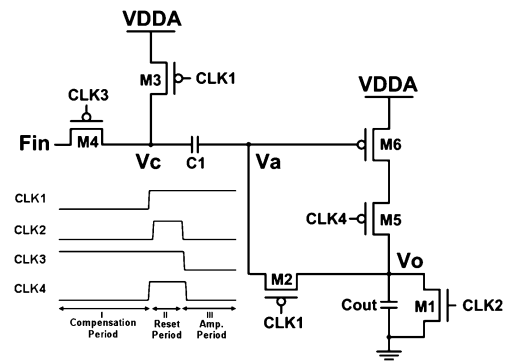 VDDA
M3
CLK1
CLK3
VDDA
Fin
M4
Vc
C1
Va
M6
CLK1
CLK2
CLK3
CLK4
CLK4
M5
Vo
M2
CLK1
Cout
M1
CLK2
I
Compensation
Period
II
Reset
Period
III
Amp.
Period